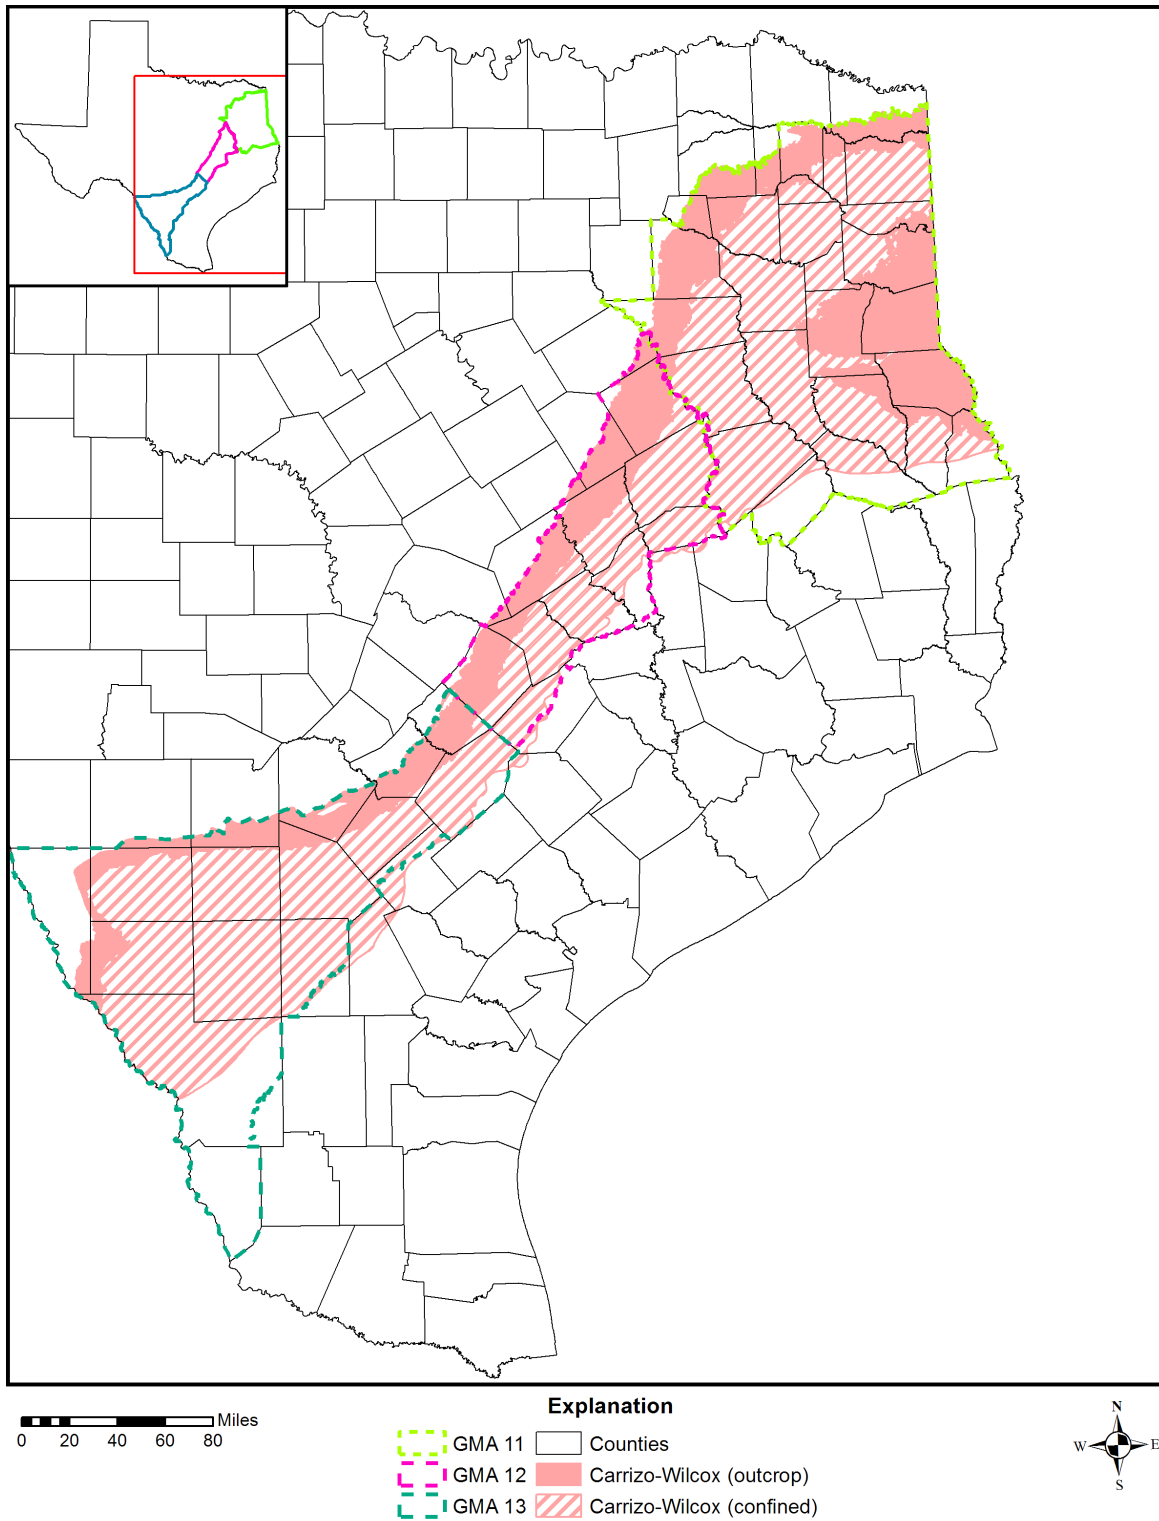 Explanation
Miles
0 20 40 60 80
GMA 11
Counties
GMA 12
Carrizo-Wilcox (outcrop)
GMA 13
Carrizo-Wilcox (confined)
N
W
E
S